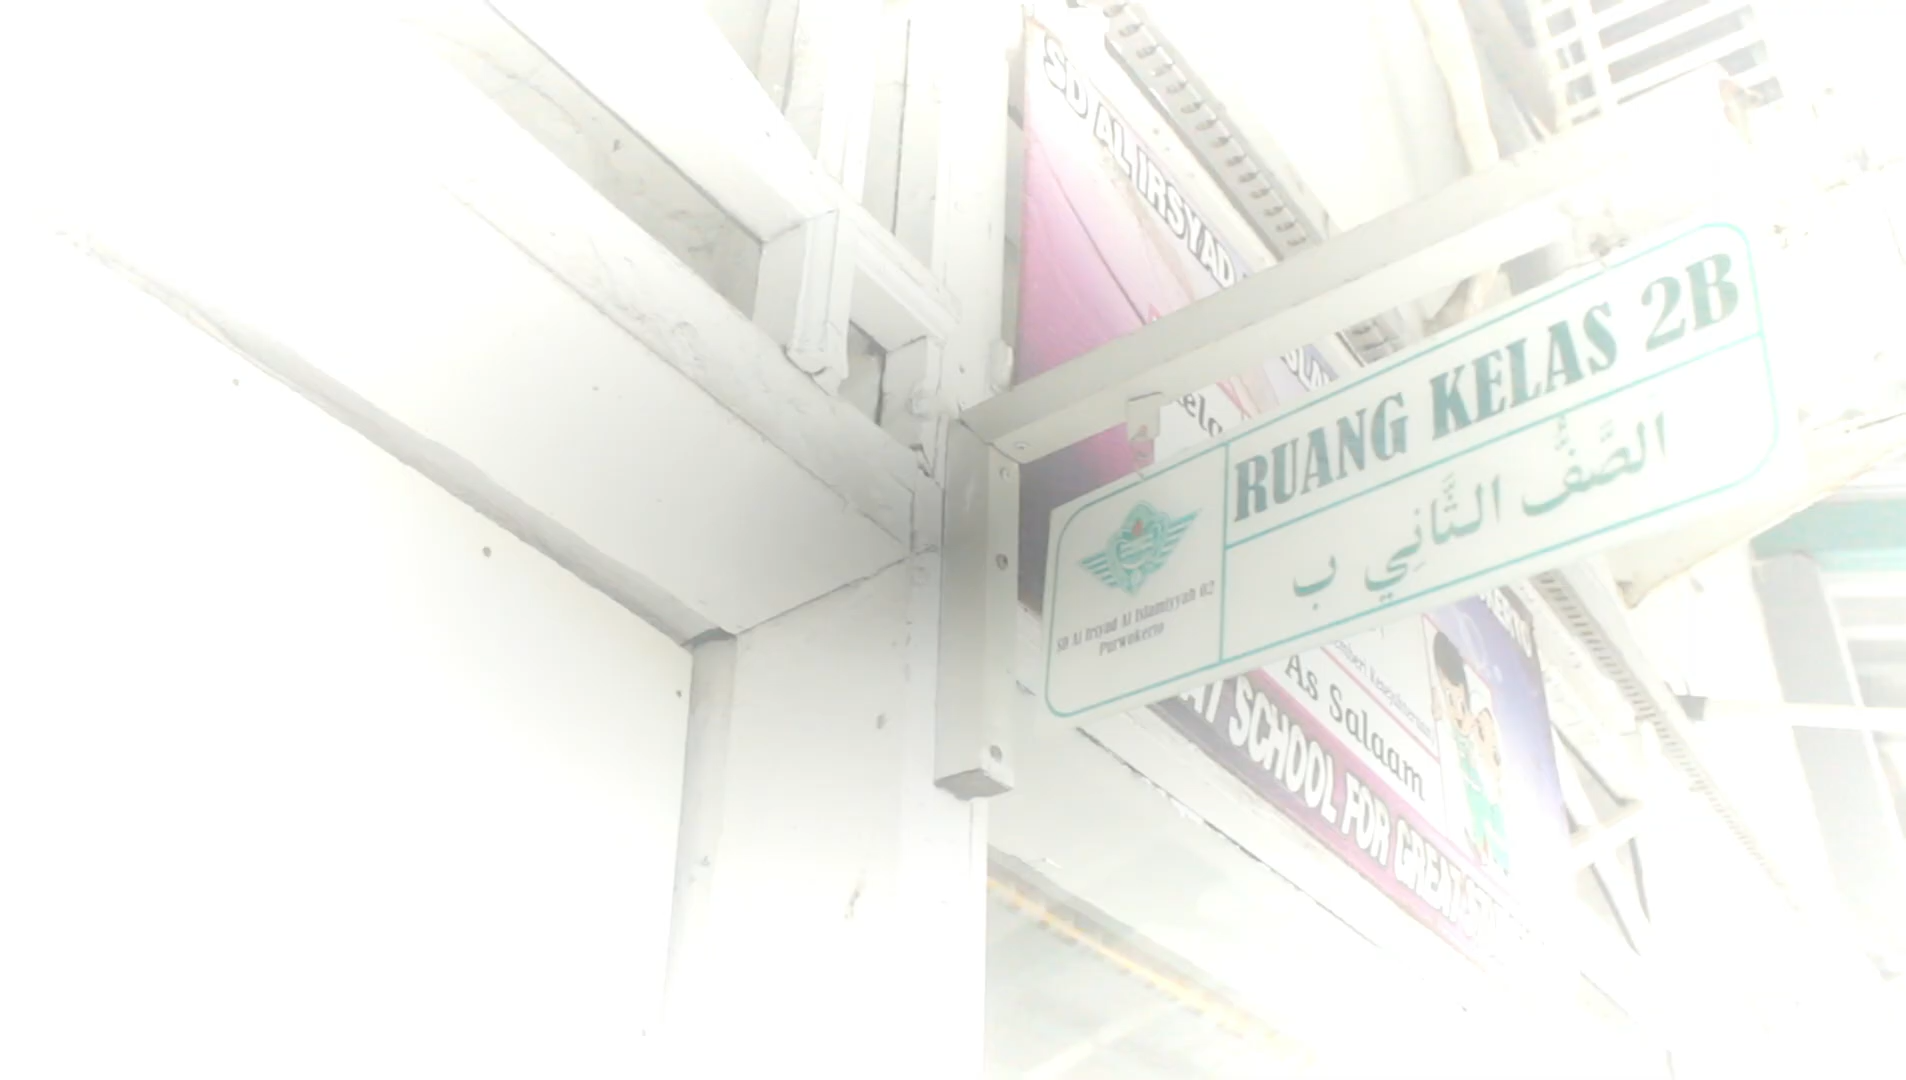 SD AL IRSYAD
RUANG KELAS 2B
الصَّفُّ الثَّانِي ب
SD Al Irsyad Al Islamiyyah 02
Purwokerto
As Salaam
SCHOOL FOR GREAT